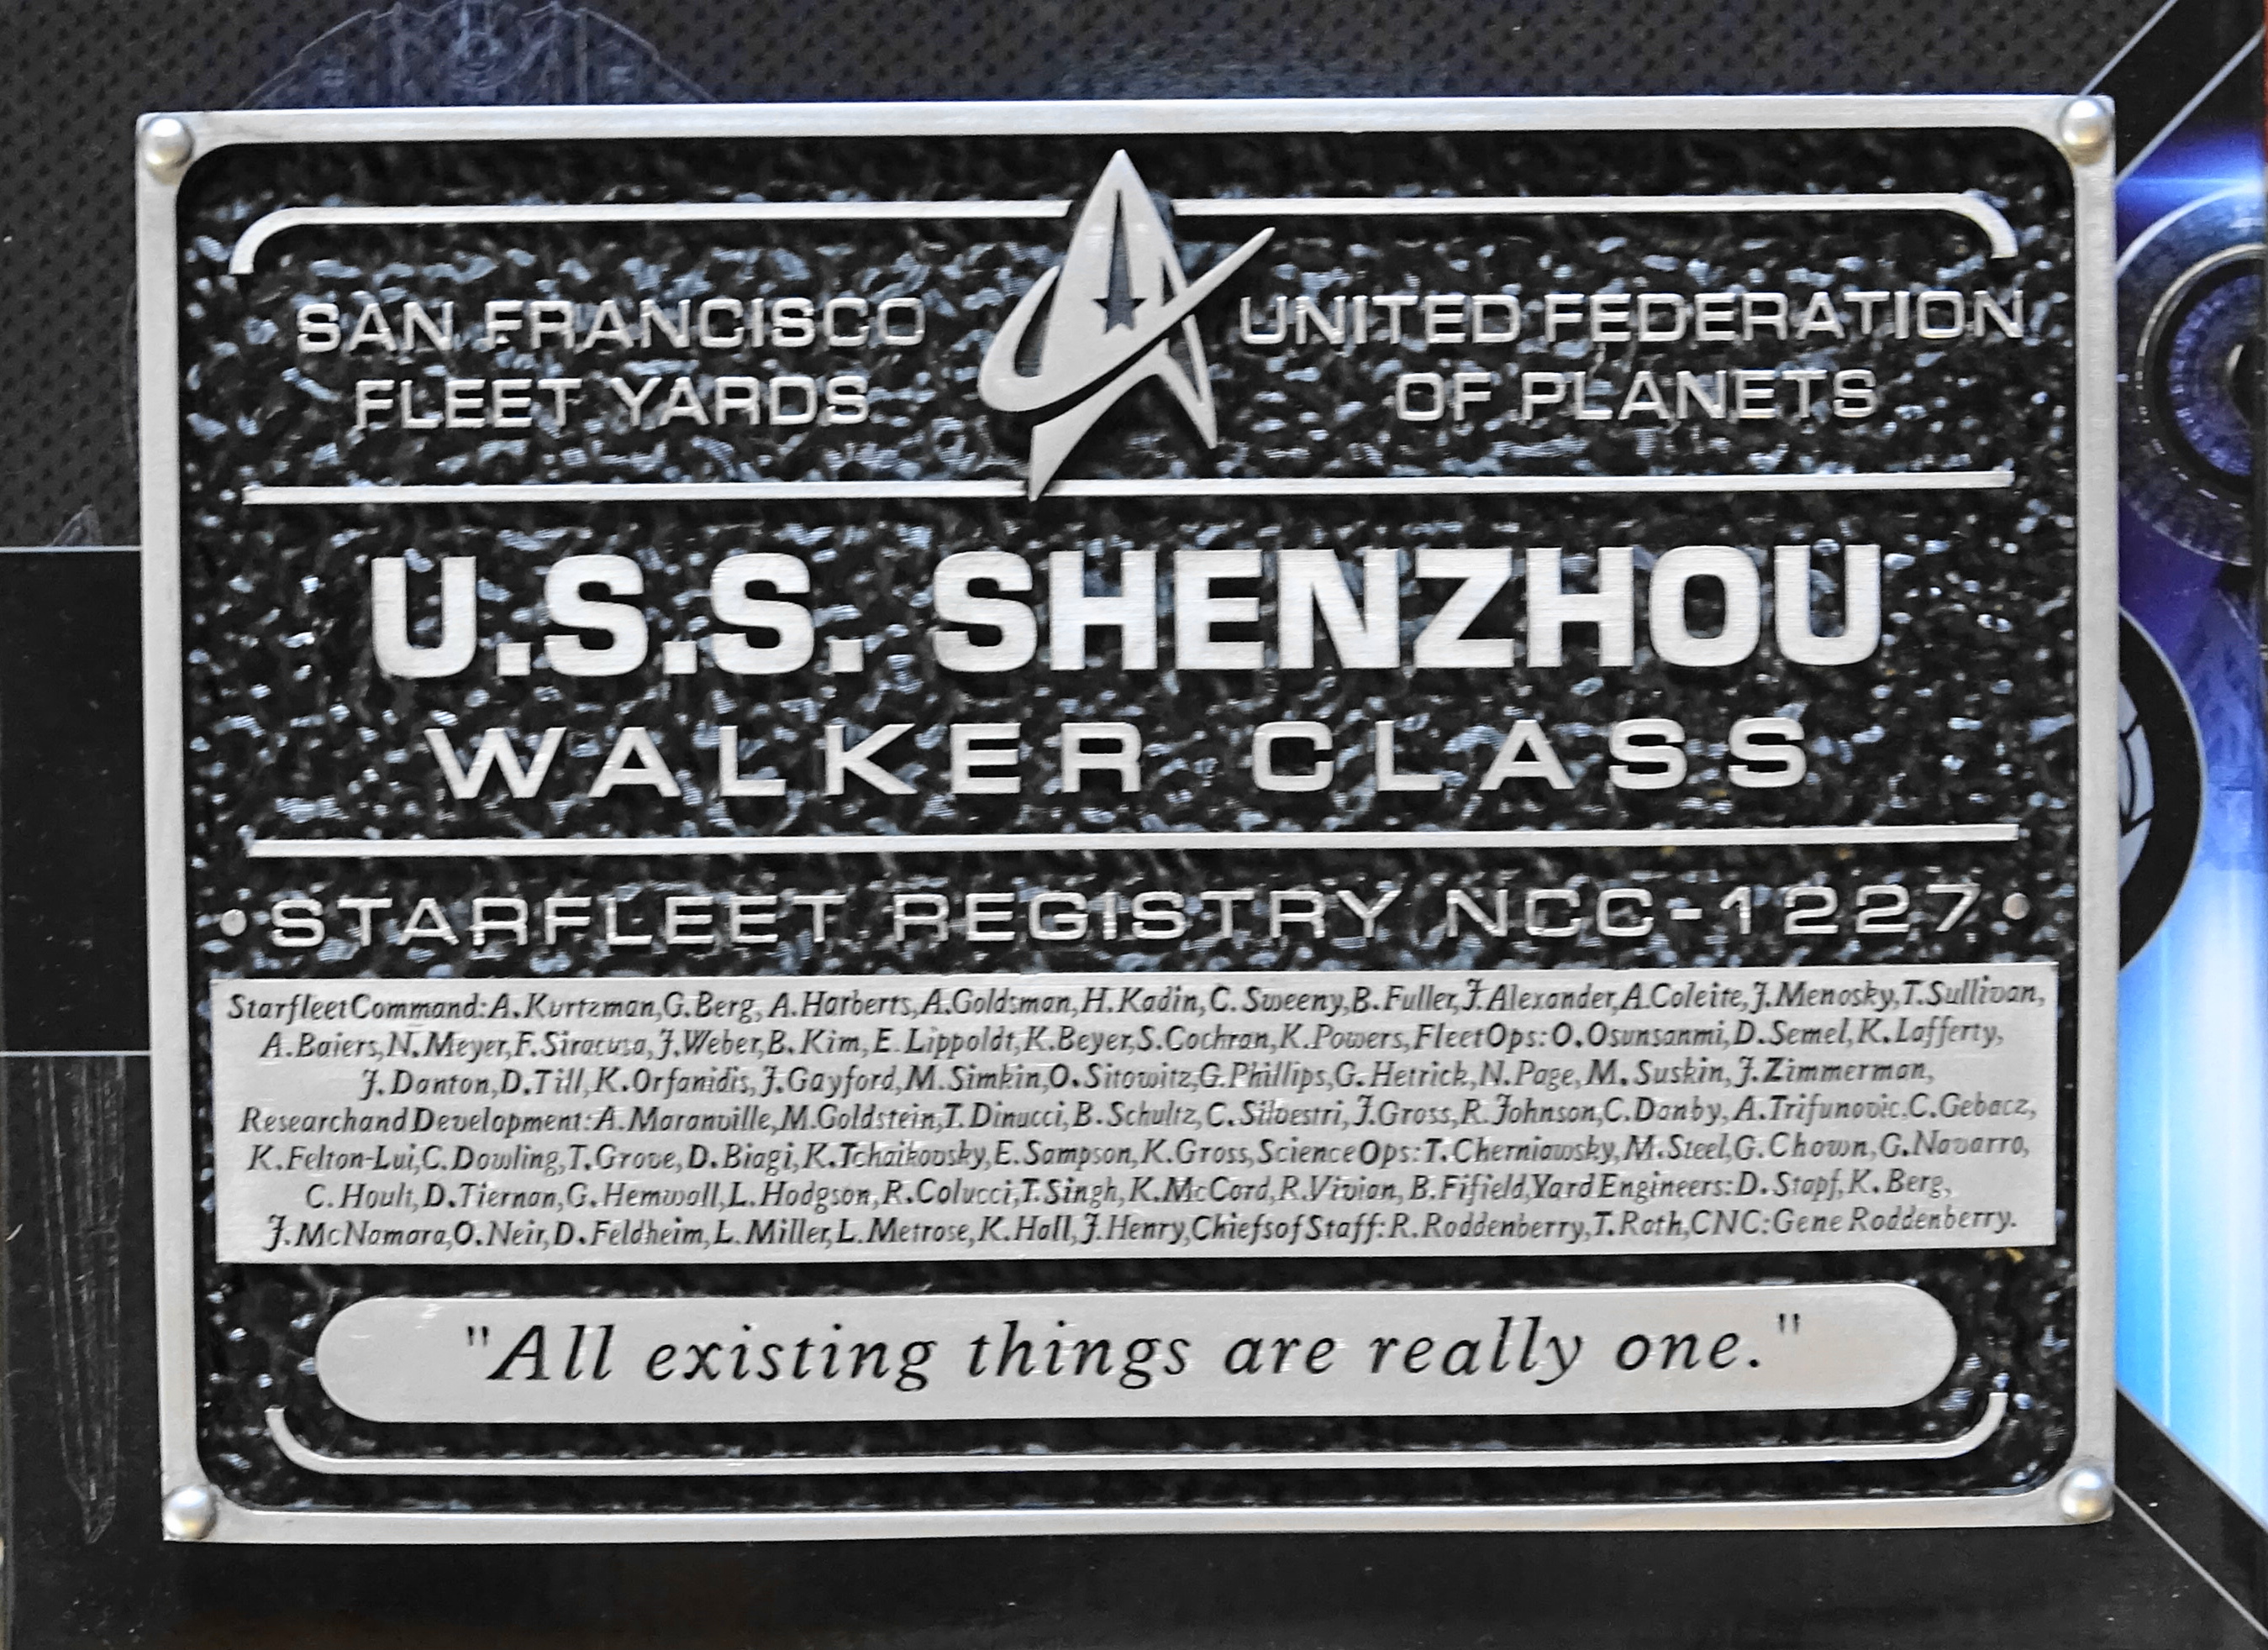 SAN FRANCISCO
FLEET YARDS
UNITED FEDERATION
OF PLANETS
U.S.S. SHENZHOU
WALKER CLASS
•STARFLEET REGISTRY NCC-1227•
StarfleetCommand:A.Kurtzman,G.Berg, A.Harberts,A.Goldsman,H.Kadin,C.Sweeny,B.Fuller,J.Alexander,A.Coleite,J.Menosky,T.Sullivan,
A.Baiers,N.Meyer,F.Siracusa,J.Weber,B.Kim,E.Lippoldt,K.Beyer,S.Cochran,K.Powers,FleetOps:O.Osunsanmi,D.Semel,K.Lafferty,
J.Danton,D.Till,K.Orfanidis,J.Gayford,M.Simkin,O.Sitowitz,G.Phillips,G.Hetrick,N.Page,M.Suskin,J.Zimmerman,
ResearchandDevelopment:A.Maranville,M.Goldstein,T.Dinucci,B.Schultz,C.Silvestri,J.Gross,R.Johnson,C.Danby,A.Trifunovic.C.Gebacz,
K.Felton-Lui,C.Dowling,T.Grove,D.Biagi,K.Tchaikovsky,E.Sampson,K.Gross,ScienceOps:T.Cherniawsky,M.Steel,G.Chown,G.Navarro,
C.Hoult,D.Tiernan,G.Hemwall,L.Hodgson,R.Colucci,T.Singh,K.McCord,R.Vivian,B.Fifield,YardEngineers:D.Stapf,K.Berg,
J.McNamara,O.Neir,D.Feldheim,L.Miller,L.Metrose,K.Hall,J.Henry,ChiefsofStaff:R.Roddenberry,T.Roth,CNC:Gene Roddenberry.
"All existing things are really one."